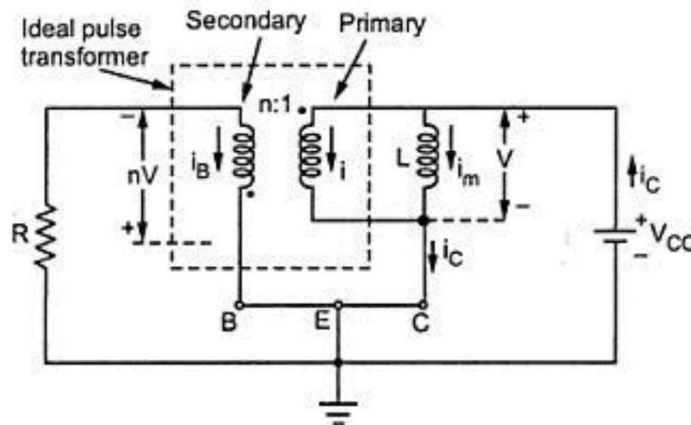 Ideal pulse
transformer
Secondary
Primary
n:1
−
+
nV
i_B
i
L
i_m
V
−
i_C
+
V_CC
−
R
+
i_C
B
E
C